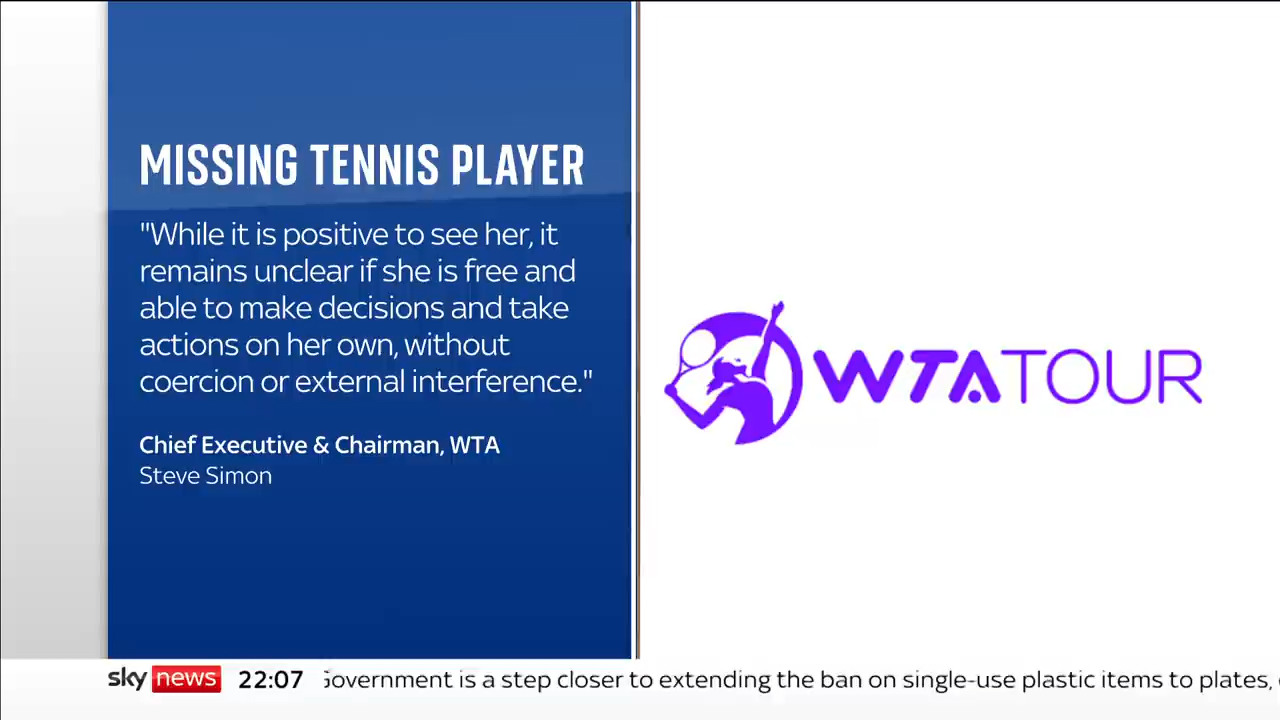 MISSING TENNIS PLAYER
"While it is positive to see her, it
remains unclear if she is free and
able to make decisions and take
actions on her own, without
coercion or external interference."
Chief Executive & Chairman, WTA
Steve Simon
WTATOUR
sky news 22:07 Government is a step closer to extending the ban on single-use plastic items to plates,